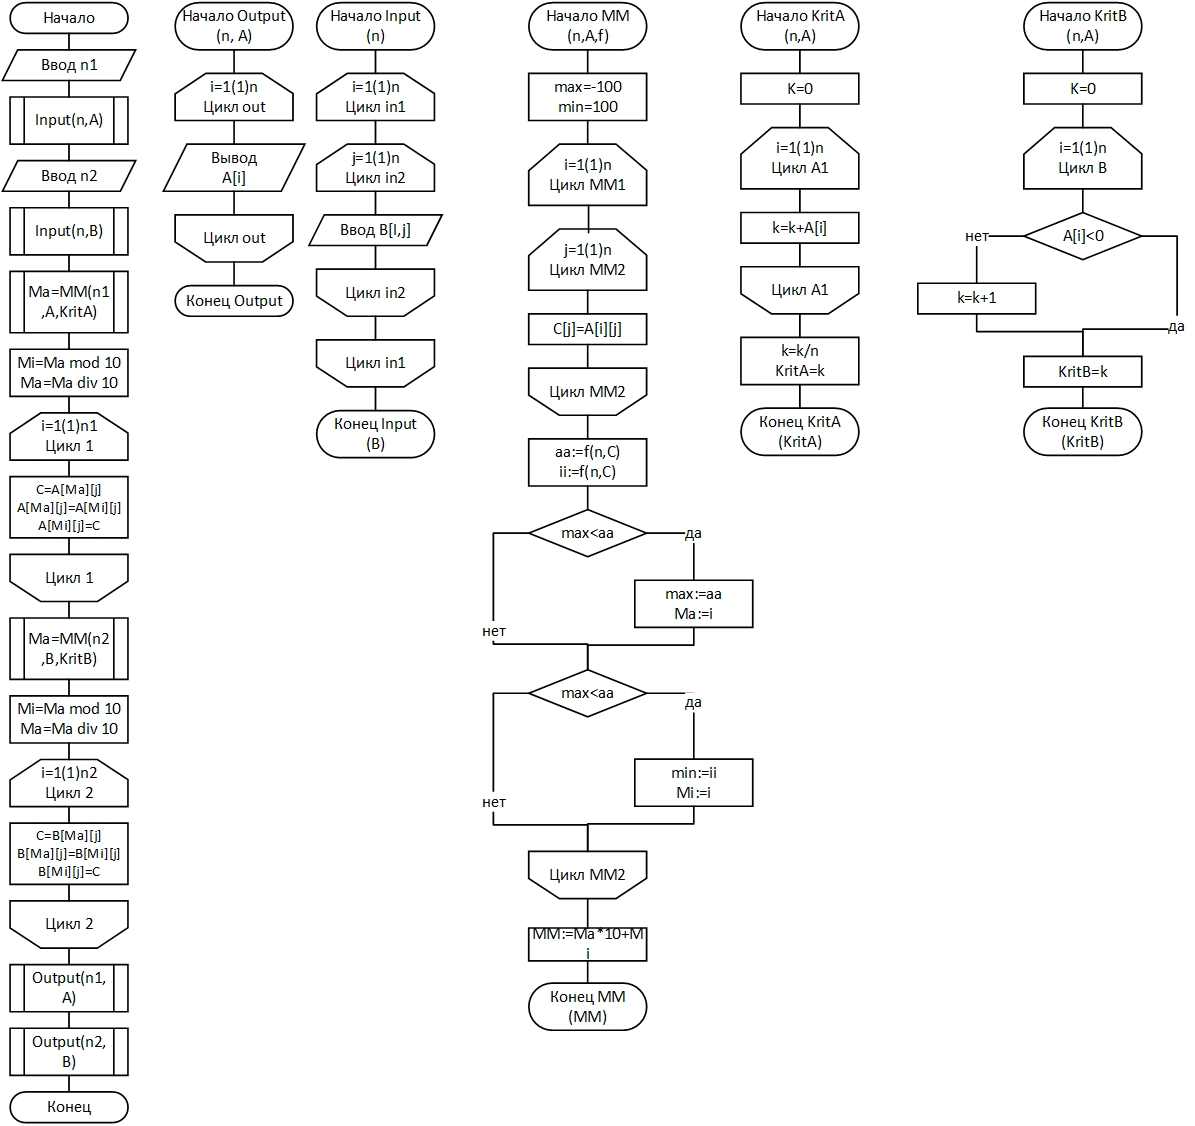 Начало
Ввод n1
Input(n,A)
Ввод n2
Input(n,B)
Ma=MM(n1
,A,KritA)
Mi=Ma mod 10
Ma=Ma div 10
i=1(1)n1
Цикл 1
C=A[Ma][j]
A[Ma][j]=A[Mi][j]
A[Mi][j]=C
Цикл 1
Ma=MM(n2
,B,KritB)
Mi=Ma mod 10
Ma=Ma div 10
i=1(1)n2
Цикл 2
C=B[Ma][j]
B[Ma][j]=B[Mi][j]
B[Mi][j]=C
Цикл 2
Output(n1,
A)
Output(n2,
B)
Конец
Начало Output
(n, A)
i=1(1)n
Цикл out
Вывод
A[i]
Цикл out
Конец Output
Начало Input
(n)
i=1(1)n
Цикл in1
j=1(1)n
Цикл in2
Ввод B[I,j]
Цикл in2
Цикл in1
Конец Input
(B)
Начало MM
(n,A,f)
max=-100
min=100
i=1(1)n
Цикл MM1
j=1(1)n
Цикл MM2
C[j]=A[i][j]
Цикл MM2
aa:=f(n,C)
ii:=f(n,C)
max<aa
да
max:=aa
Ma:=i
нет
max<aa
да
min:=ii
Mi:=i
нет
Цикл MM2
MM:=Ma*10+M
i
Конец MM
(MM)
Начало KritA
(n,A)
K=0
i=1(1)n
Цикл A1
k=k+A[i]
Цикл A1
k=k/n
KritA=k
Конец KritA
(KritA)
Начало KritB
(n,A)
K=0
i=1(1)n
Цикл B
A[i]<0
нет
k=k+1
да
KritB=k
Конец KritB
(KritB)